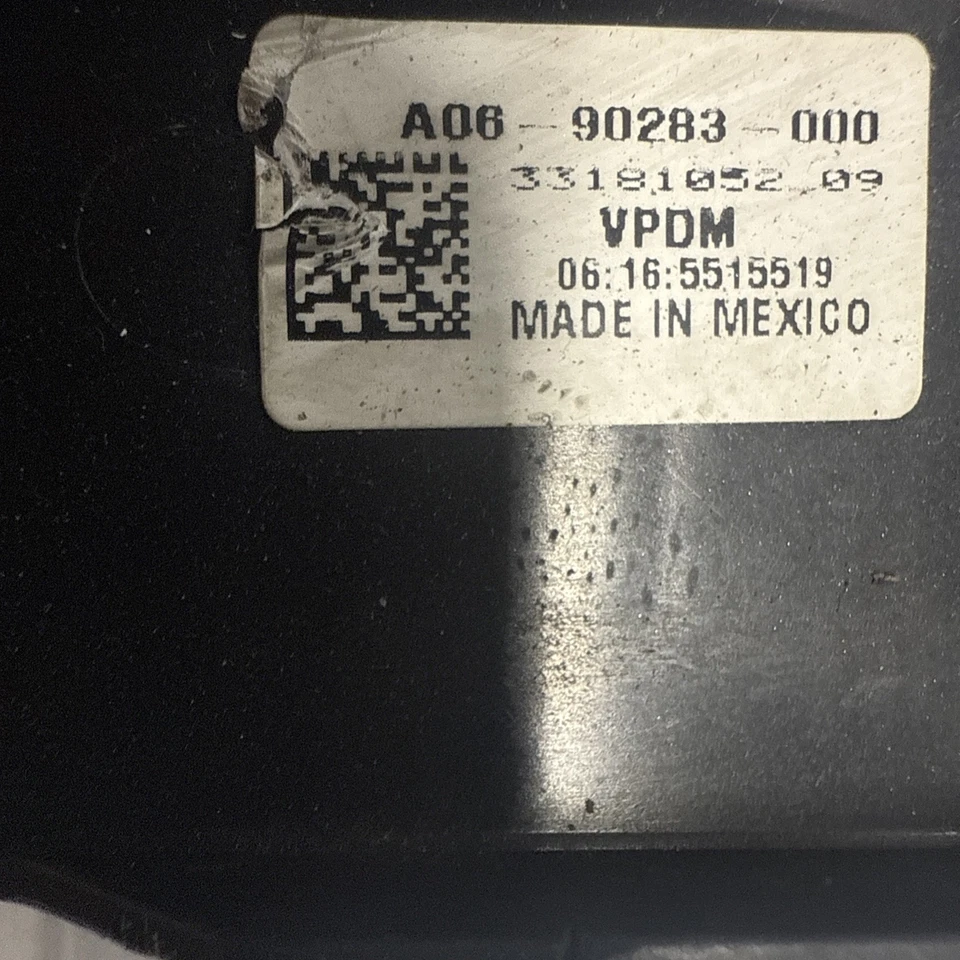 A06-90283-000
33181052 09
VPDM
06:16:5515519
MADE IN MEXICO